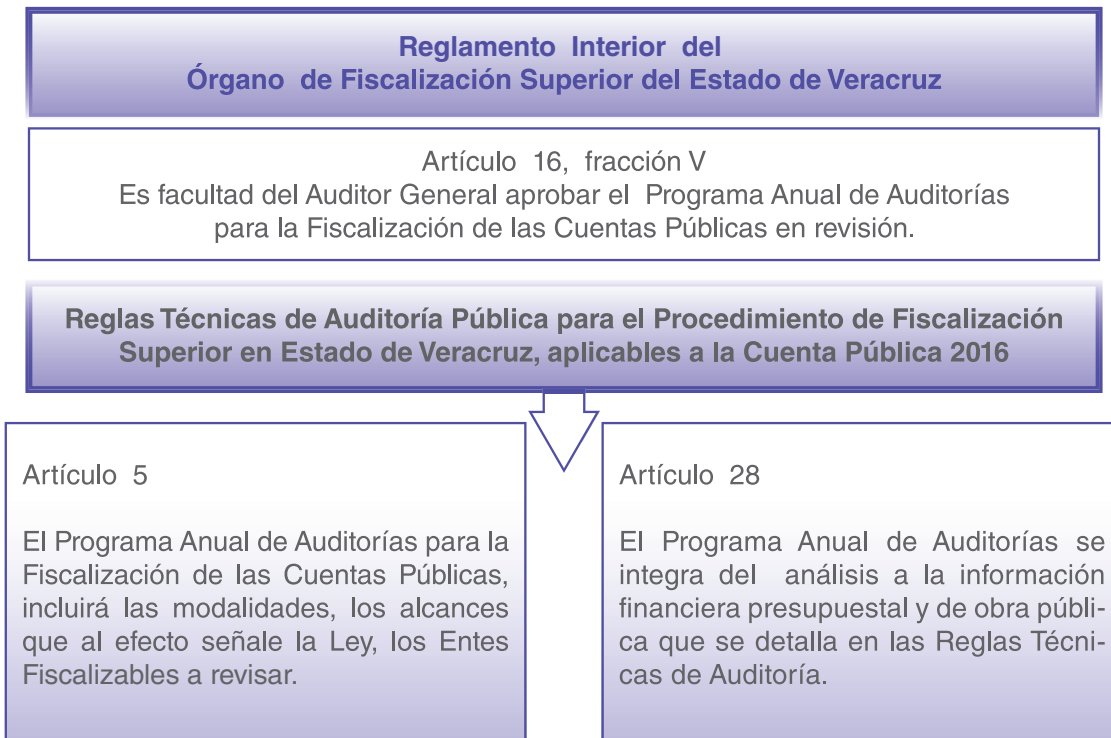 Reglamento Interior del
Órgano de Fiscalización Superior del Estado de Veracruz
Artículo 16, fracción V
Es facultad del Auditor General aprobar el Programa Anual de Auditorías
para la Fiscalización de las Cuentas Públicas en revisión.
Reglas Técnicas de Auditoría Pública para el Procedimiento de Fiscalización
Superior en Estado de Veracruz, aplicables a la Cuenta Pública 2016
Artículo 5
El Programa Anual de Auditorías para la
Fiscalización de las Cuentas Públicas,
incluirá las modalidades, los alcances
que al efecto señale la Ley, los Entes
Fiscalizables a revisar.
Artículo 28
El Programa Anual de Auditorías se
integra del análisis a la información
financiera presupuestal y de obra públi-
ca que se detalla en las Reglas Técni-
cas de Auditoría.